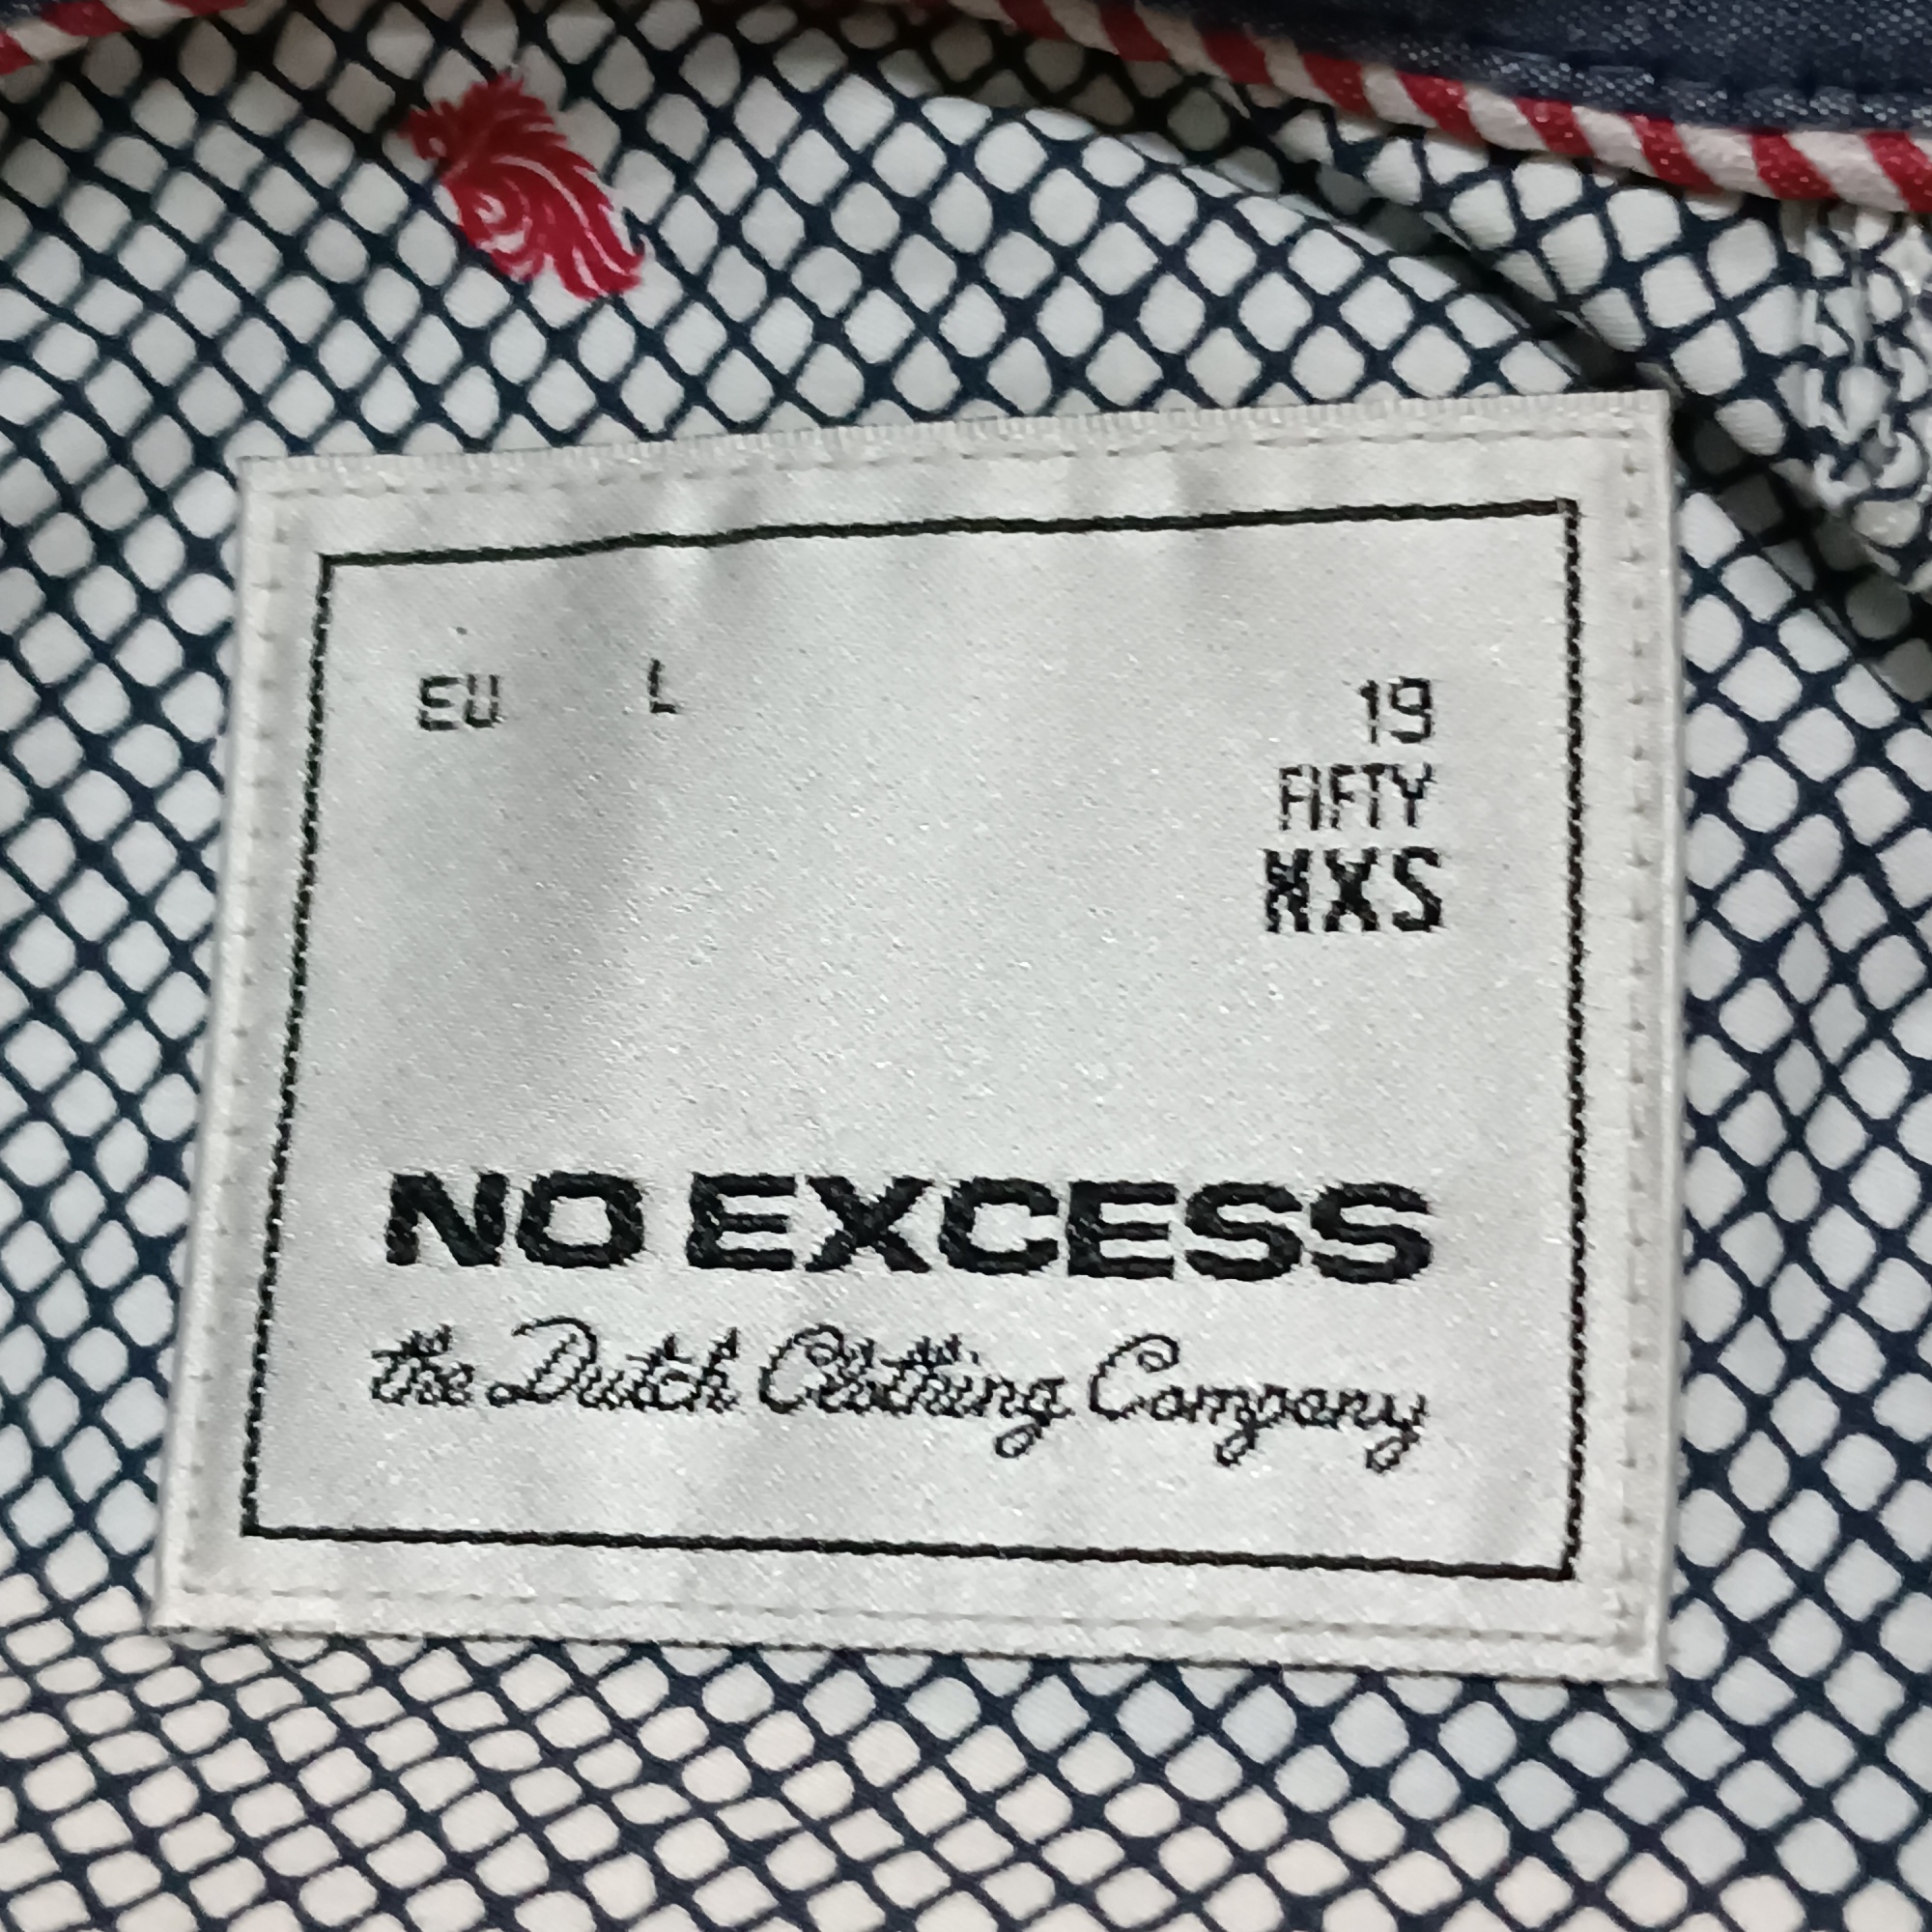 EU L
19
FIFTY
NXS
NO EXCESS
the Dutch Clothing Company